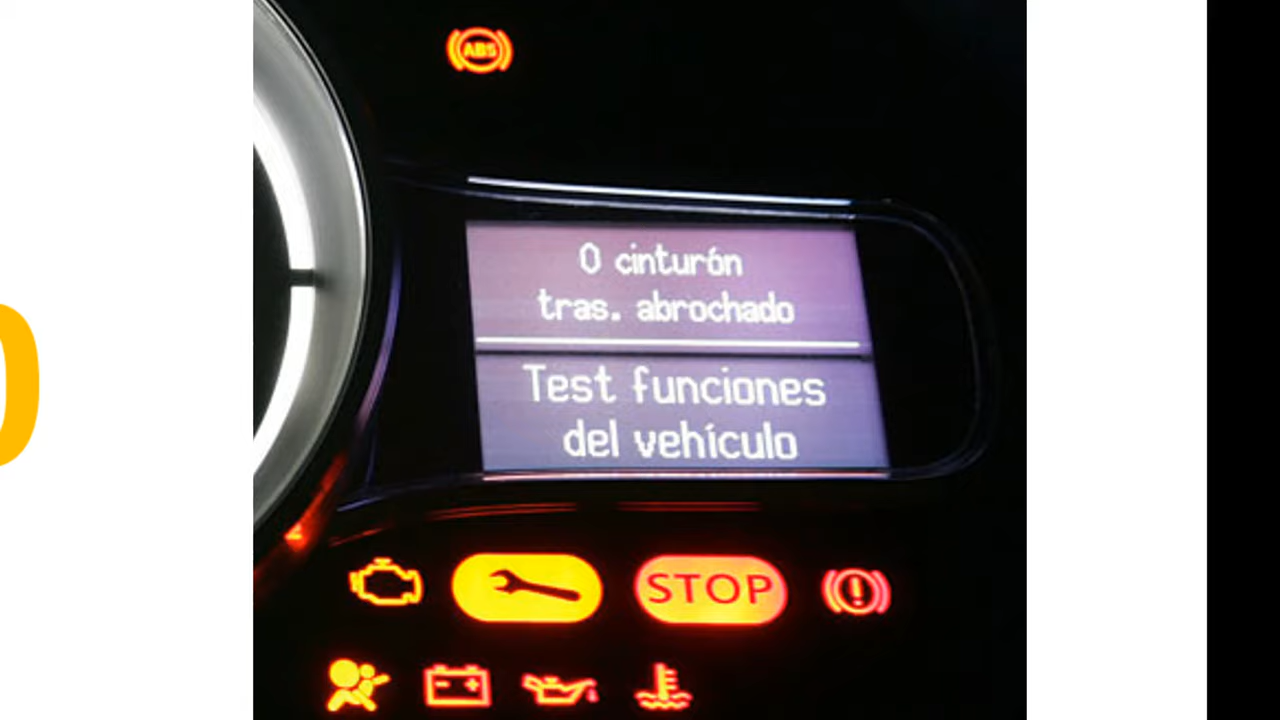 ABS
0 cinturón
tras. abrochado
Test funciones
del vehículo
STOP